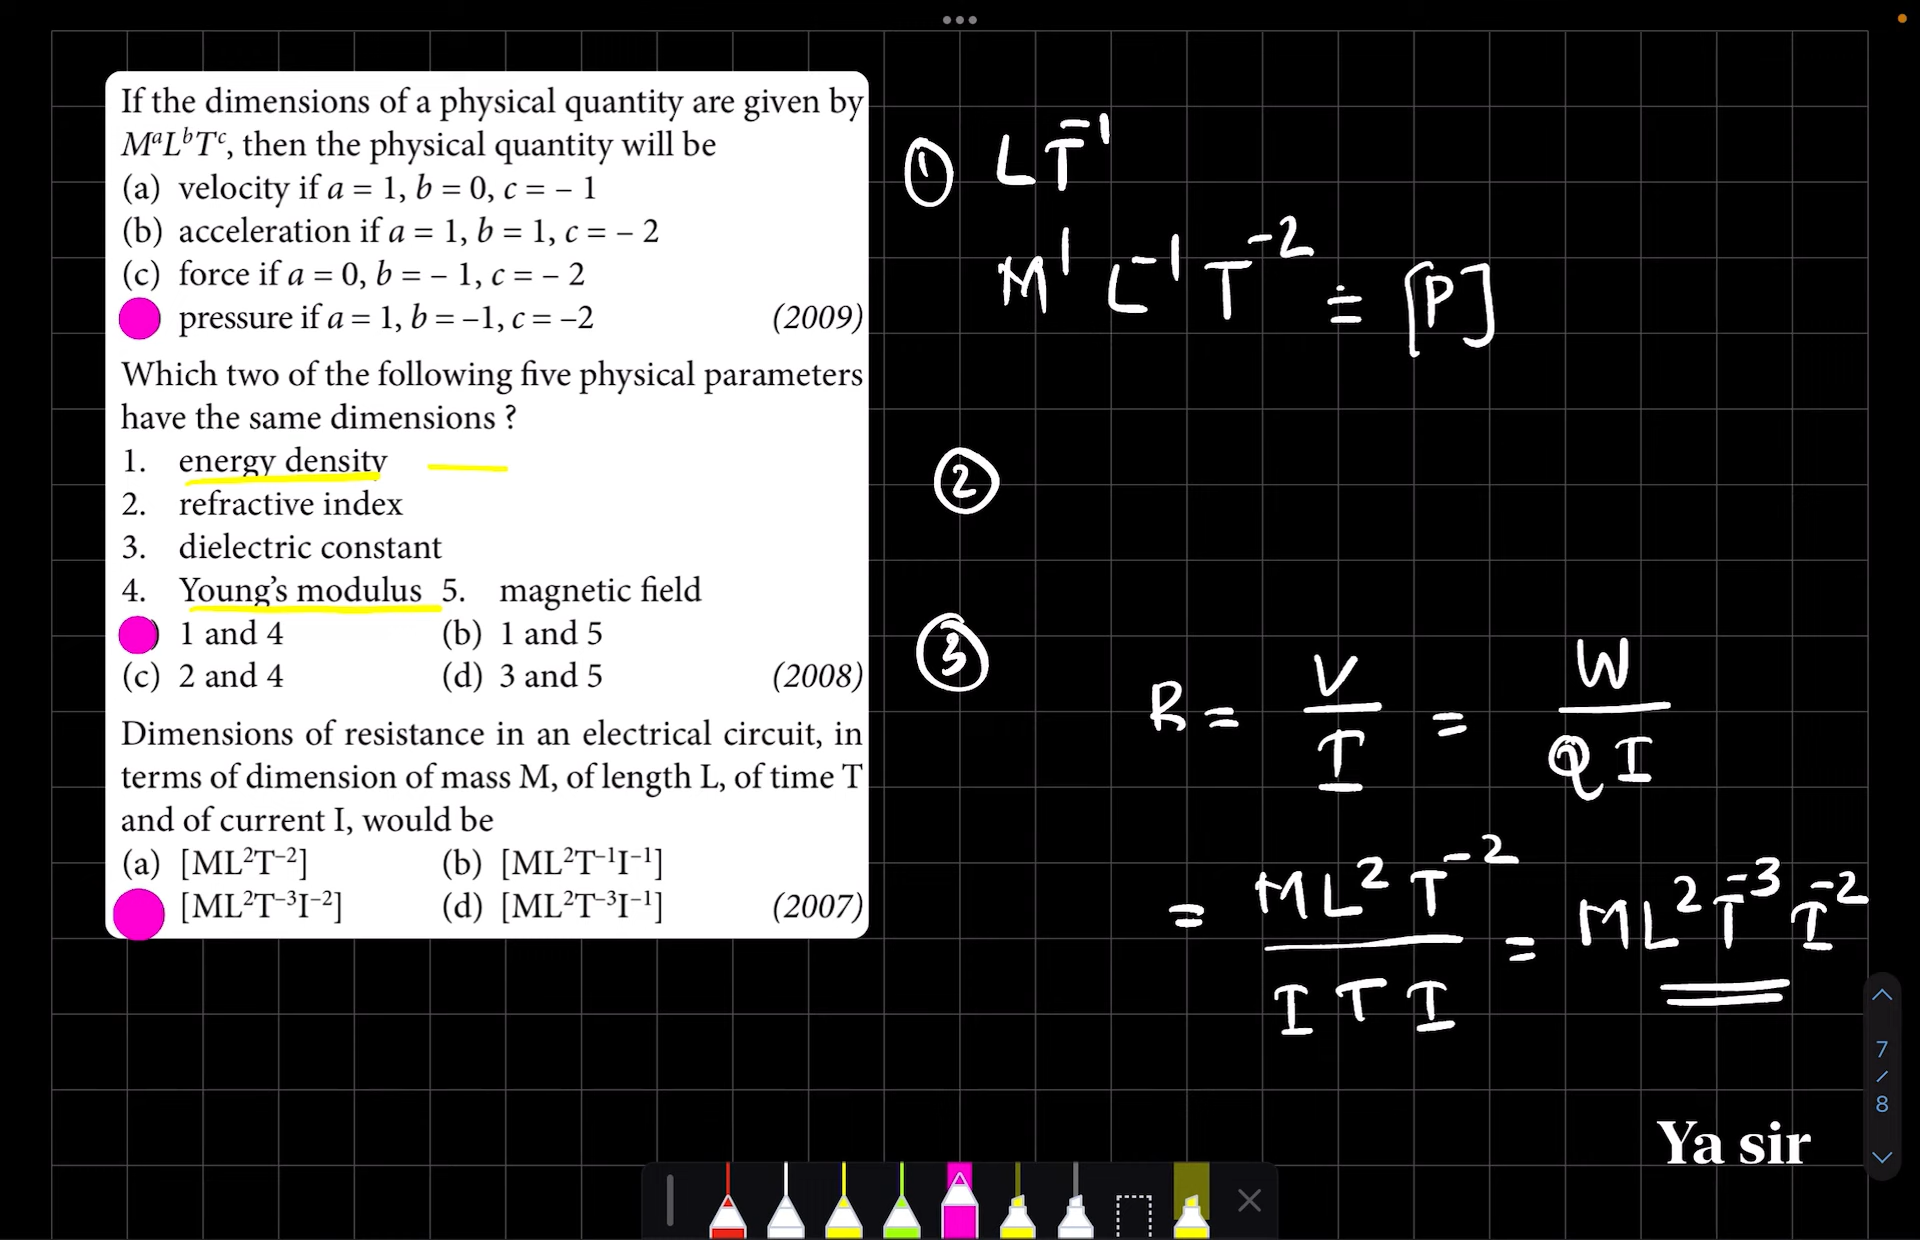 If the dimensions of a physical quantity are given by
MᵃLᵇTᶜ, then the physical quantity will be
(a) velocity if a = 1, b = 0, c = – 1
(b) acceleration if a = 1, b = 1, c = – 2
(c) force if a = 0, b = – 1, c = – 2
pressure if a = 1, b = –1, c = –2 (2009)
Which two of the following five physical parameters
have the same dimensions ?
1. energy density
2. refractive index
3. dielectric constant
4. Young's modulus 5. magnetic field
) 1 and 4 (b) 1 and 5
(c) 2 and 4 (d) 3 and 5 (2008)
Dimensions of resistance in an electrical circuit, in
terms of dimension of mass M, of length L, of time T
and of current I, would be
(a) [ML²T⁻²] (b) [ML²T⁻¹I⁻¹]
[ML²T⁻³I⁻²] (d) [ML²T⁻³I⁻¹] (2007)
① LT⁻¹
M¹ L⁻¹ T⁻² = [P]
②
③
R = V/I = W/QI
= ML²T⁻²/ITI = ML²T⁻³I⁻²
7
/
8
Ya sir